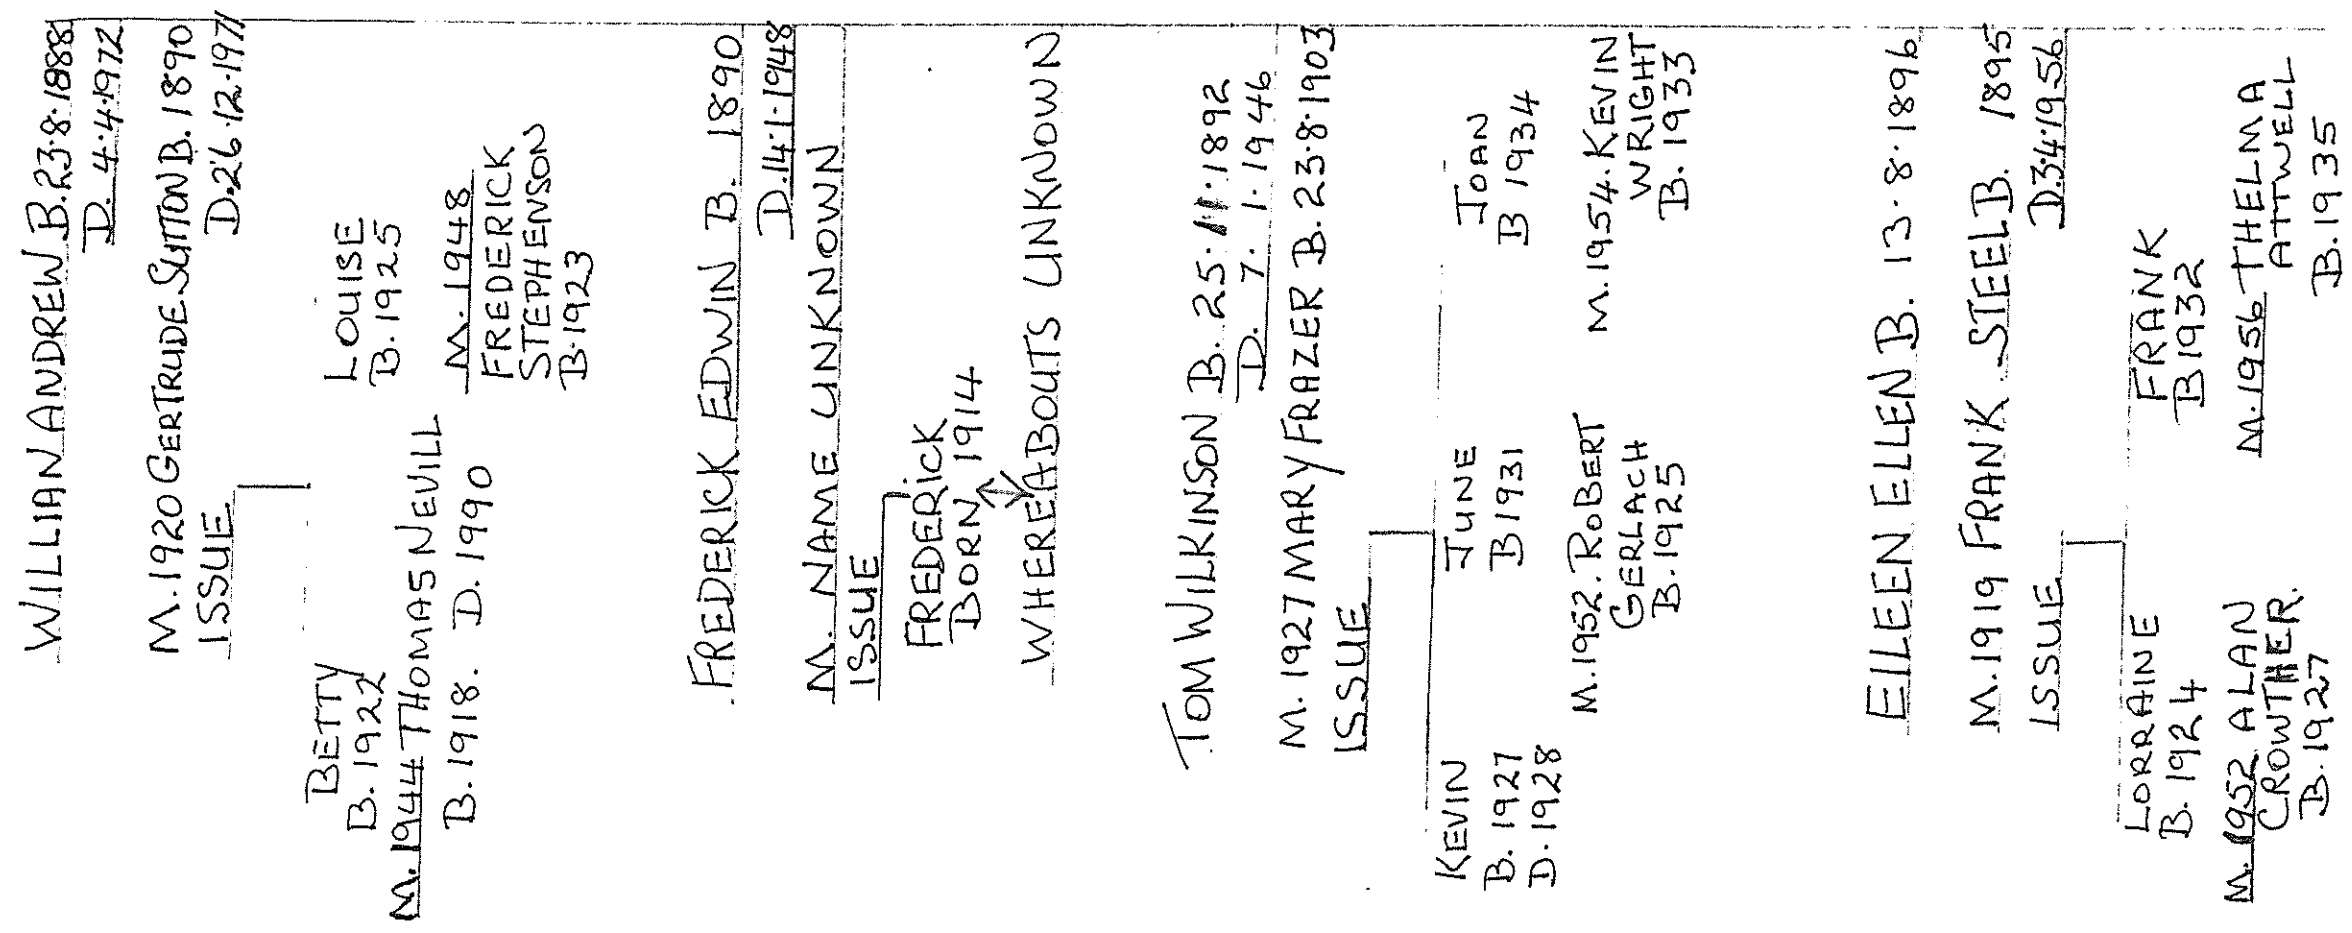 WILLIAN ANDREW B. 23·8·1888
D. 4·4·1972
M. 1920 GERTRUDE SUTTON B. 1890
D. 26·12·1971
ISSUE
BETTY
B. 1922
M. 1944 THOMAS NEVILL
B. 1918. D. 1990
LOUISE
B. 1925
M. 1948
FREDERICK
STEPHENSON
B. 1923
FREDERICK EDWIN B. 1890
D. 14·1·1948
M. NAME UNKNOWN
ISSUE
FREDERICK
BORN 1914
WHEREABOUTS UNKNOWN
TOM WILKINSON B. 25·11·1892
D. 7. 1·1946
M. 1927 MARY FRAZER B. 23·8·1903
ISSUE
KEVIN
B. 1927
D. 1928
JUNE
B 1931
M. 1952. ROBERT
GERLACH
B. 1925
JOAN
B 1934
M. 1954. KEVIN
WRIGHT
B. 1933
EILEEN ELLEN B. 13·8·1896
M. 1919 FRANK STEEL B. 1895
D. 3·4·1956
ISSUE
LORRAINE
B. 1924
M. 1952 ALAN
CROWTHER.
B. 1927
FRANK
B 1932
M. 1956 THELMA
ATTWELL
B. 1935